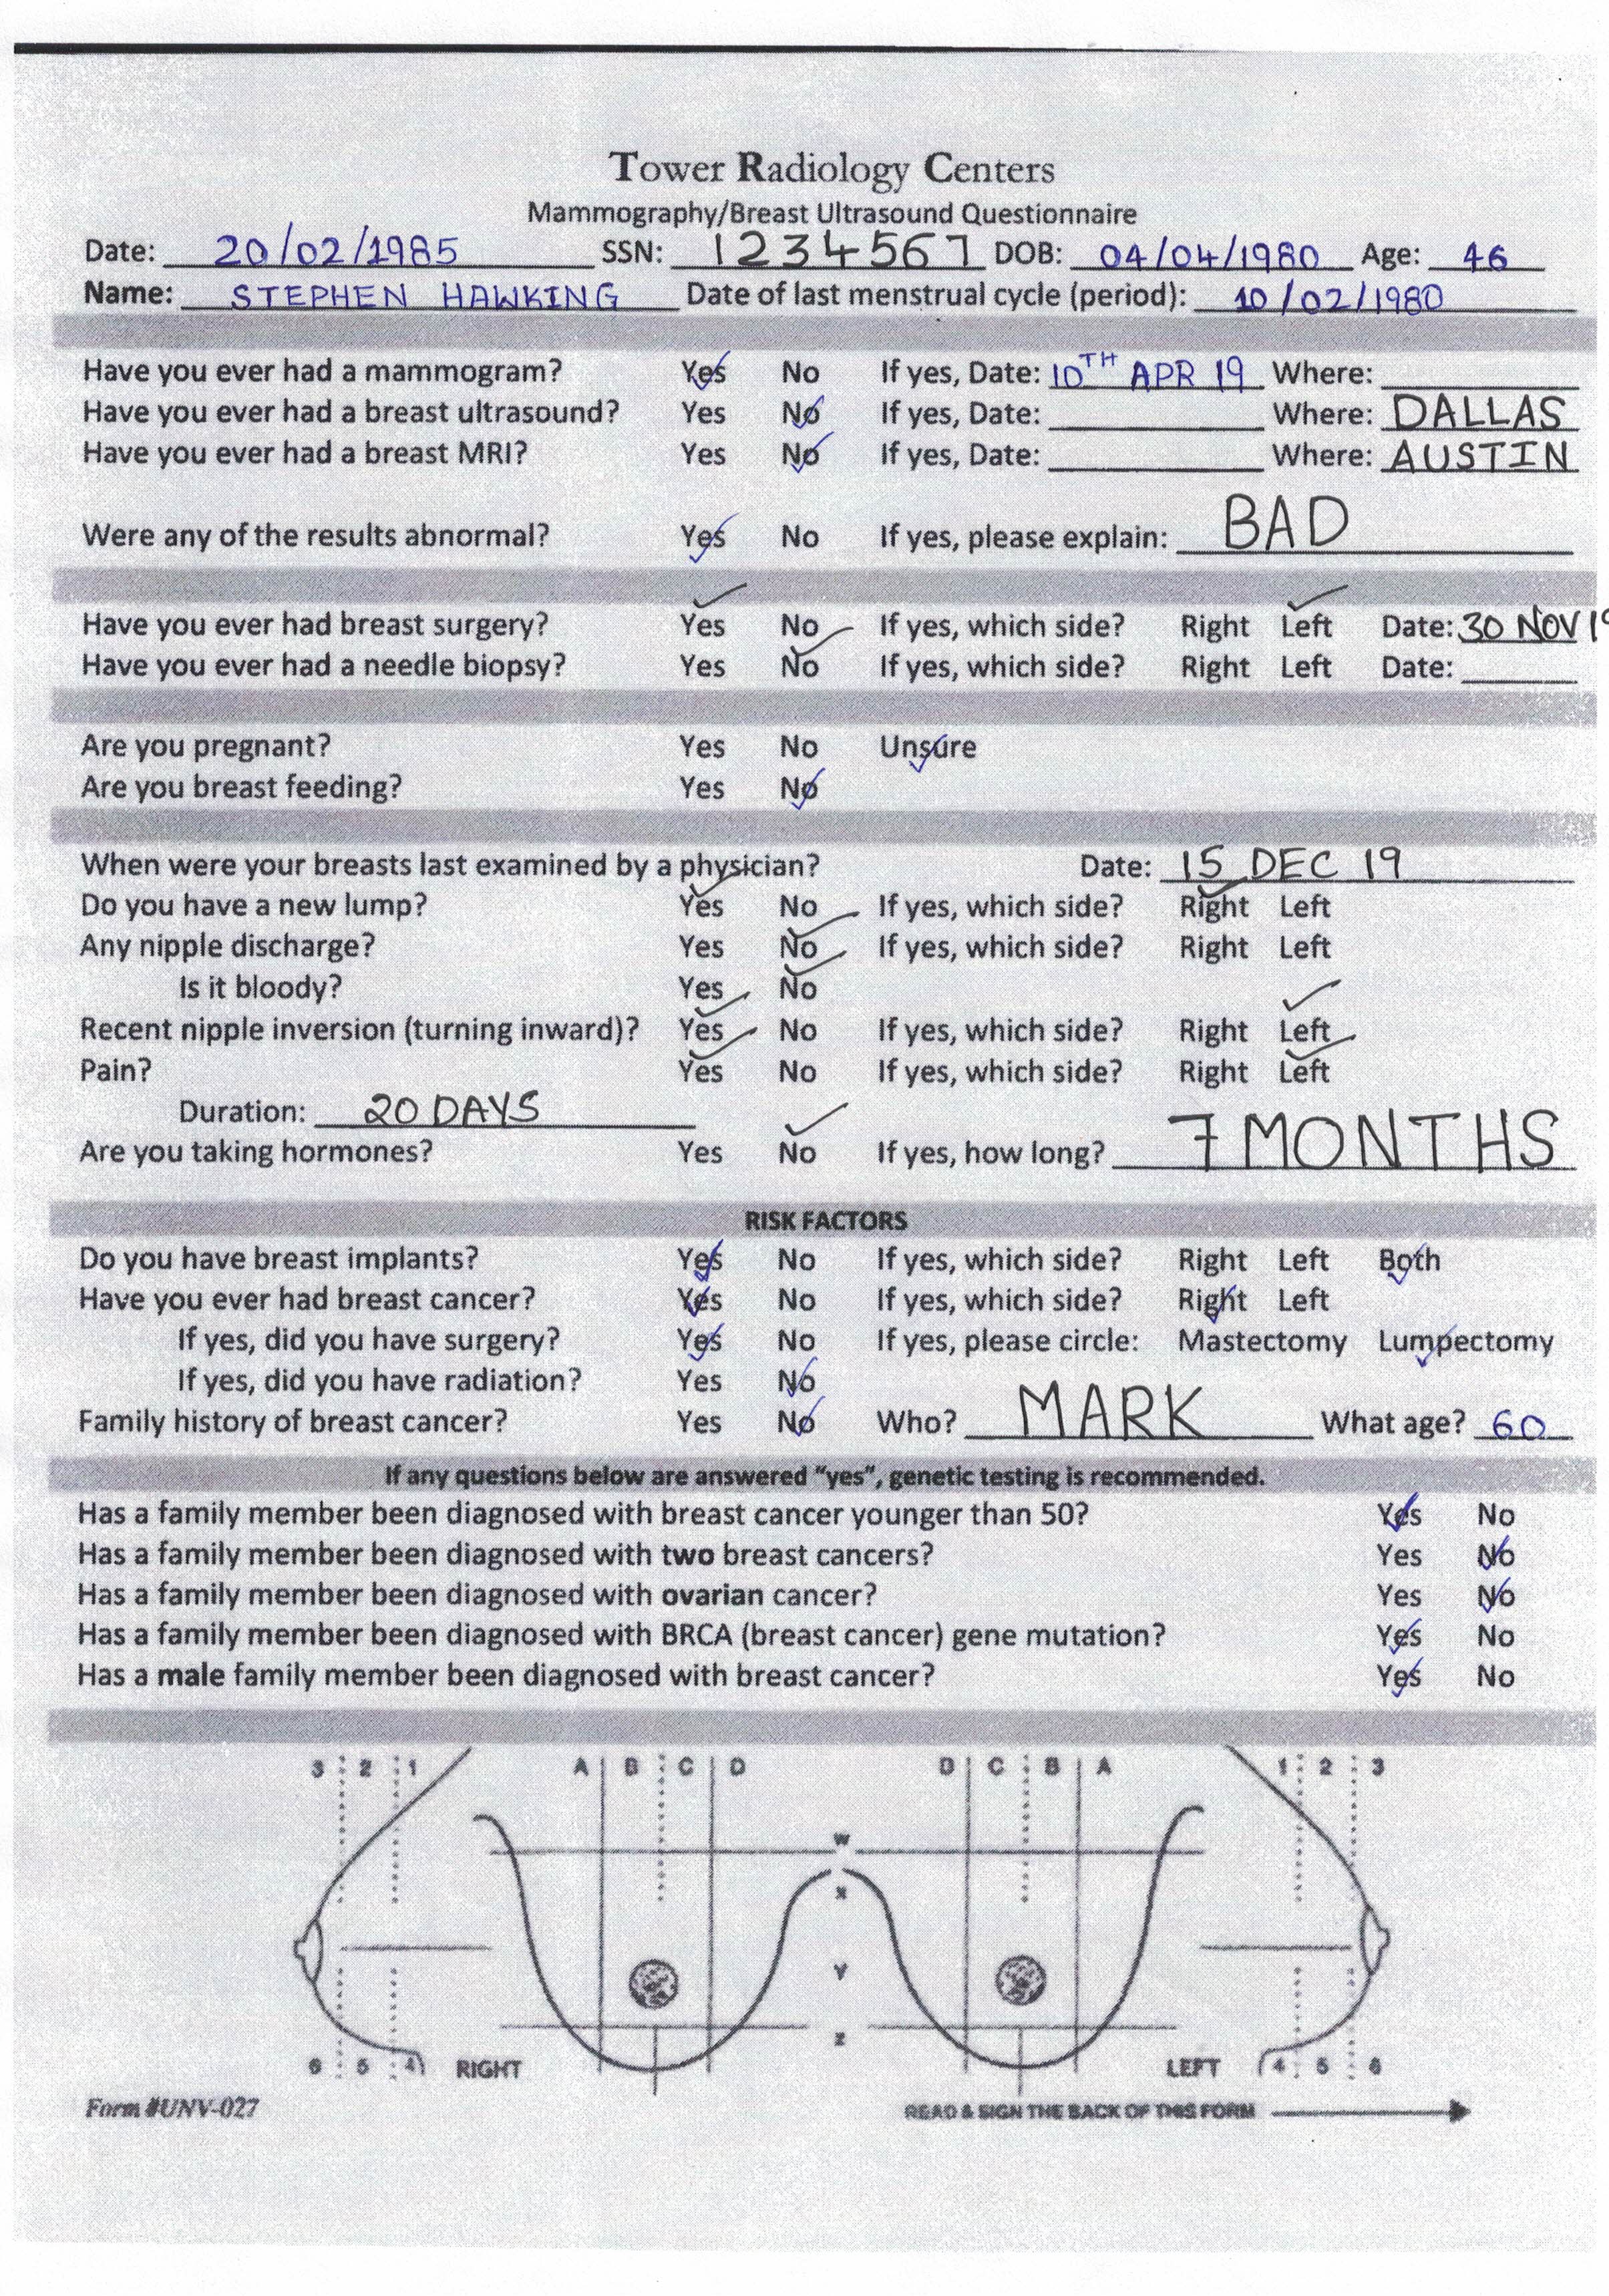 Tower Radiology Centers
Mammography/Breast Ultrasound Questionnaire
Date: 20/02/1985 SSN: 1234567 DOB: 04/04/1980 Age: 46
Name: STEPHEN HAWKING Date of last menstrual cycle (period): 10/02/1980
Have you ever had a mammogram? Yes No If yes, Date: 10TH APR 19 Where:
Have you ever had a breast ultrasound? Yes No If yes, Date: Where: DALLAS
Have you ever had a breast MRI? Yes No If yes, Date: Where: AUSTIN
Were any of the results abnormal? Yes No If yes, please explain: BAD
Have you ever had breast surgery? Yes No If yes, which side? Right Left Date: 30 NOV 19
Have you ever had a needle biopsy? Yes No If yes, which side? Right Left Date:
Are you pregnant? Yes No Unsure
Are you breast feeding? Yes No
When were your breasts last examined by a physician? Date: 15 DEC 19
Do you have a new lump? Yes No If yes, which side? Right Left
Any nipple discharge? Yes No If yes, which side? Right Left
Is it bloody? Yes No
Recent nipple inversion (turning inward)? Yes No If yes, which side? Right Left
Pain? Yes No If yes, which side? Right Left
Duration: 20 DAYS
Are you taking hormones? Yes No If yes, how long? 7 MONTHS
RISK FACTORS
Do you have breast implants? Yes No If yes, which side? Right Left Both
Have you ever had breast cancer? Yes No If yes, which side? Right Left
If yes, did you have surgery? Yes No If yes, please circle: Mastectomy Lumpectomy
If yes, did you have radiation? Yes No
Family history of breast cancer? Yes No Who? MARK What age? 60
If any questions below are answered "yes", genetic testing is recommended.
Has a family member been diagnosed with breast cancer younger than 50? Yes No
Has a family member been diagnosed with two breast cancers? Yes No
Has a family member been diagnosed with ovarian cancer? Yes No
Has a family member been diagnosed with BRCA (breast cancer) gene mutation? Yes No
Has a male family member been diagnosed with breast cancer? Yes No
3 2 1 A B C D D C B A 1 2 3
W
X
Y
Z
6 5 4 RIGHT LEFT 4 5 6
Form #UNV-027 READ & SIGN THE BACK OF THIS FORM